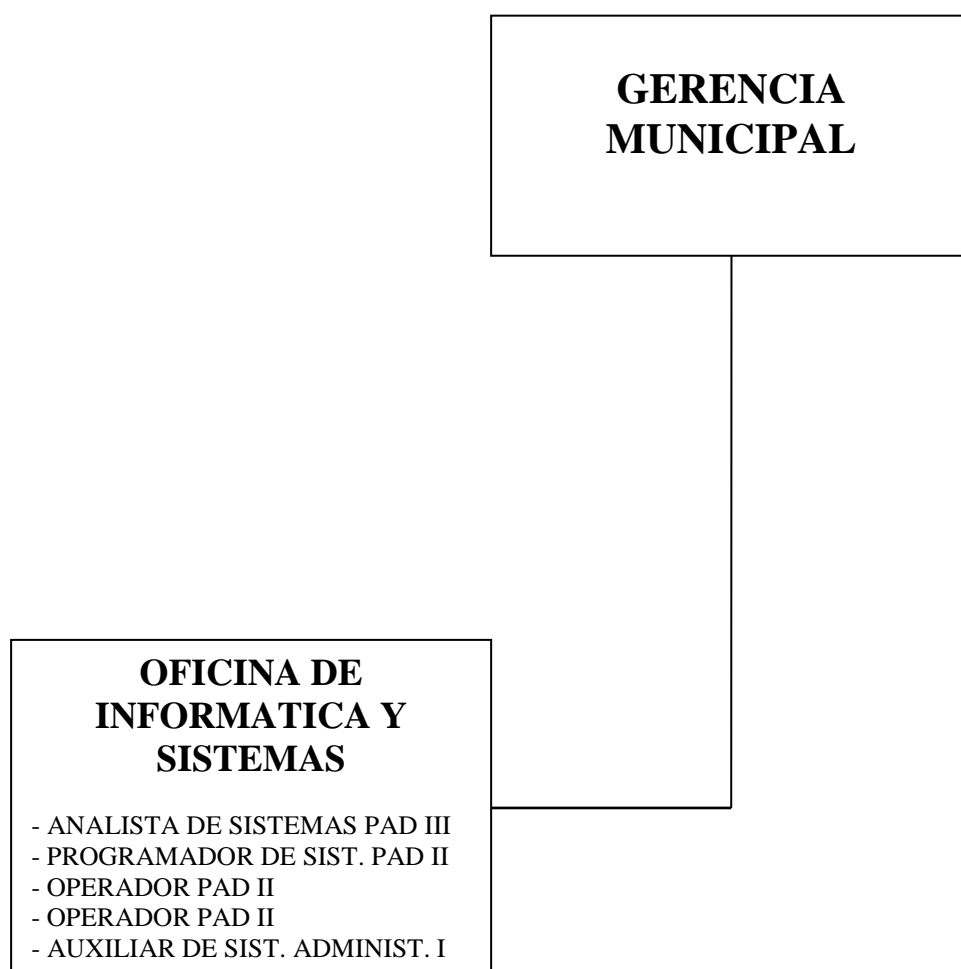 GERENCIA
MUNICIPAL
OFICINA DE
INFORMATICA Y
SISTEMAS
- ANALISTA DE SISTEMAS PAD III
- PROGRAMADOR DE SIST. PAD II
- OPERADOR PAD II
- OPERADOR PAD II
- AUXILIAR DE SIST. ADMINIST. I